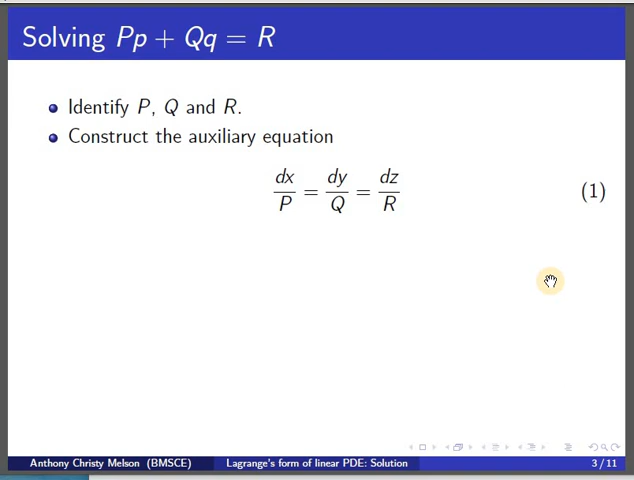 Solving Pp + Qq = R
Identify P, Q and R.
Construct the auxiliary equation
dx/P = dy/Q = dz/R (1)
Anthony Christy Melson (BMSCE) Lagrange's form of linear PDE: Solution 3 / 11